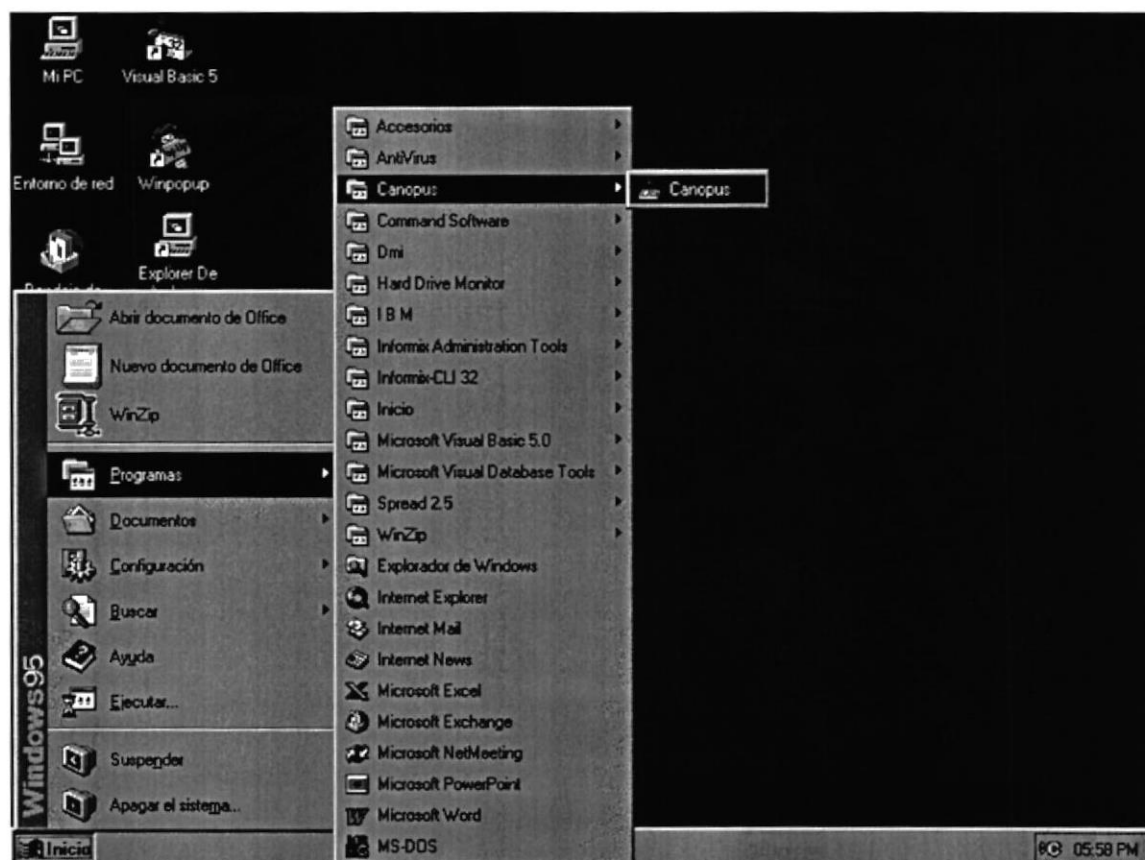 Mi PC
Visual Basic 5
Entorno de red
Winpopup
Explorer De
Abrir documento de Office
Nuevo documento de Office
WinZip
Programas
Documentos
Configuración
Buscar
Ayuda
Ejecutar...
Suspender
Apagar el sistema...
Windows95
Accesorios
AntiVirus
Canopus
Command Software
Dmi
Hard Drive Monitor
I B M
Informix Administration Tools
Informix-CLI 32
Inicio
Microsoft Visual Basic 5.0
Microsoft Visual Database Tools
Spread 2.5
WinZip
Explorador de Windows
Internet Explorer
Internet Mail
Internet News
Microsoft Excel
Microsoft Exchange
Microsoft NetMeeting
Microsoft PowerPoint
Microsoft Word
MS-DOS
Canopus
Inicio
05:58 PM